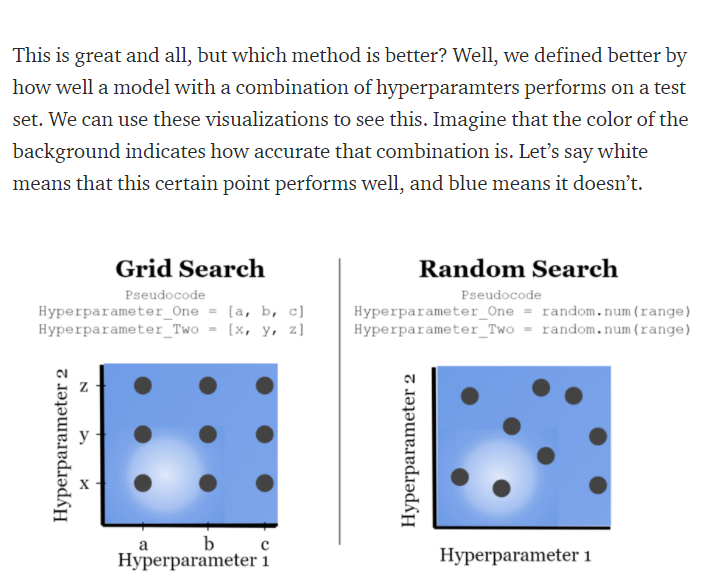 This is great and all, but which method is better? Well, we defined better by
how well a model with a combination of hyperparamters performs on a test
set. We can use these visualizations to see this. Imagine that the color of the
background indicates how accurate that combination is. Let’s say white
means that this certain point performs well, and blue means it doesn’t.
Grid Search
Pseudocode
Hyperparameter_One = [a, b, c]
Hyperparameter_Two = [x, y, z]
Hyperparameter 2
z
y
x
a b c
Hyperparameter 1
Random Search
Pseudocode
Hyperparameter_One = random.num(range)
Hyperparameter_Two = random.num(range)
Hyperparameter 2
Hyperparameter 1